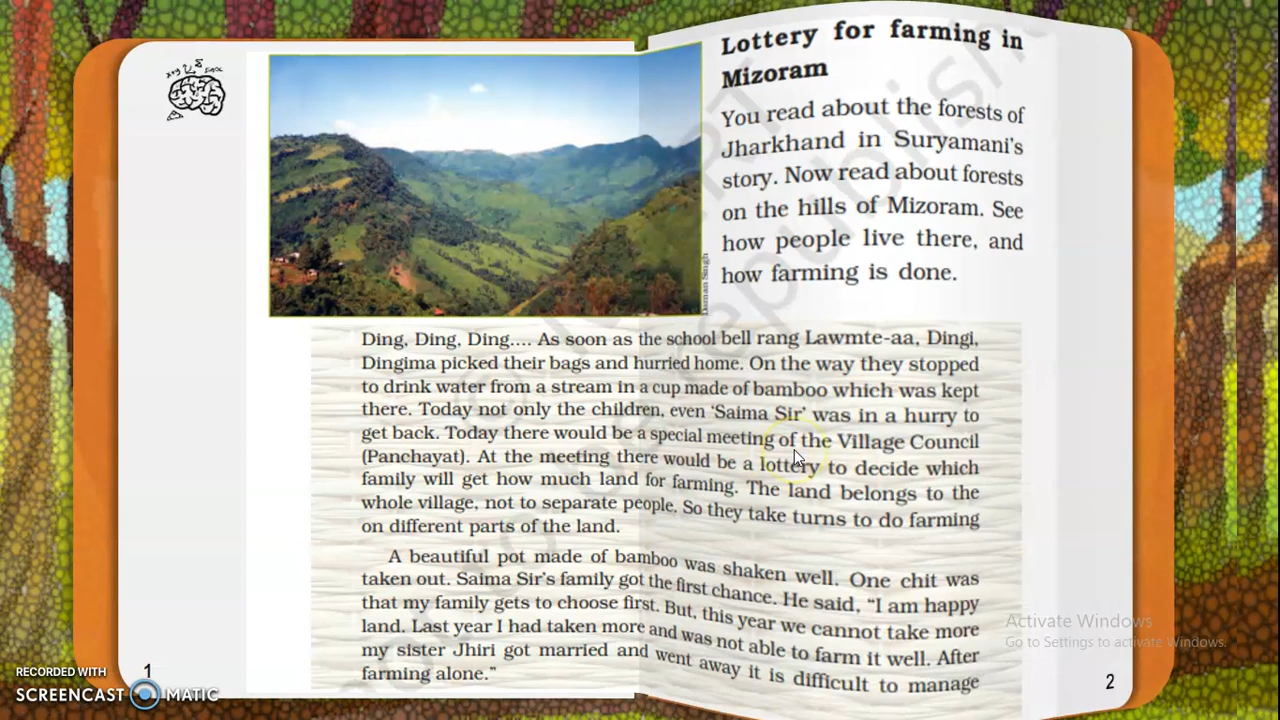 Lottery for farming in
Mizoram
You read about the forests of
Jharkhand in Suryamani's
story. Now read about forests
on the hills of Mizoram. See
how people live there, and
how farming is done.
Daman Singh
Ding, Ding, Ding.... As soon as the school bell rang Lawmte-aa, Dingi,
Dingima picked their bags and hurried home. On the way they stopped
to drink water from a stream in a cup made of bamboo which was kept
there. Today not only the children, even ‘Saima Sir’ was in a hurry to
get back. Today there would be a special meeting of the Village Council
(Panchayat). At the meeting there would be a lottery to decide which
family will get how much land for farming. The land belongs to the
whole village, not to separate people. So they take turns to do farming
on different parts of the land.
A beautiful pot made of bamboo was shaken well. One chit was
taken out. Saima Sir's family got the first chance. He said, “I am happy
that my family gets to choose first. But, this year we cannot take more
land. Last year I had taken more and was not able to farm it well. After
my sister Jhiri got married and went away it is difficult to manage
farming alone.”
1
2
Activate Windows
Go to Settings to activate Windows.
RECORDED WITH
SCREENCAST MATIC